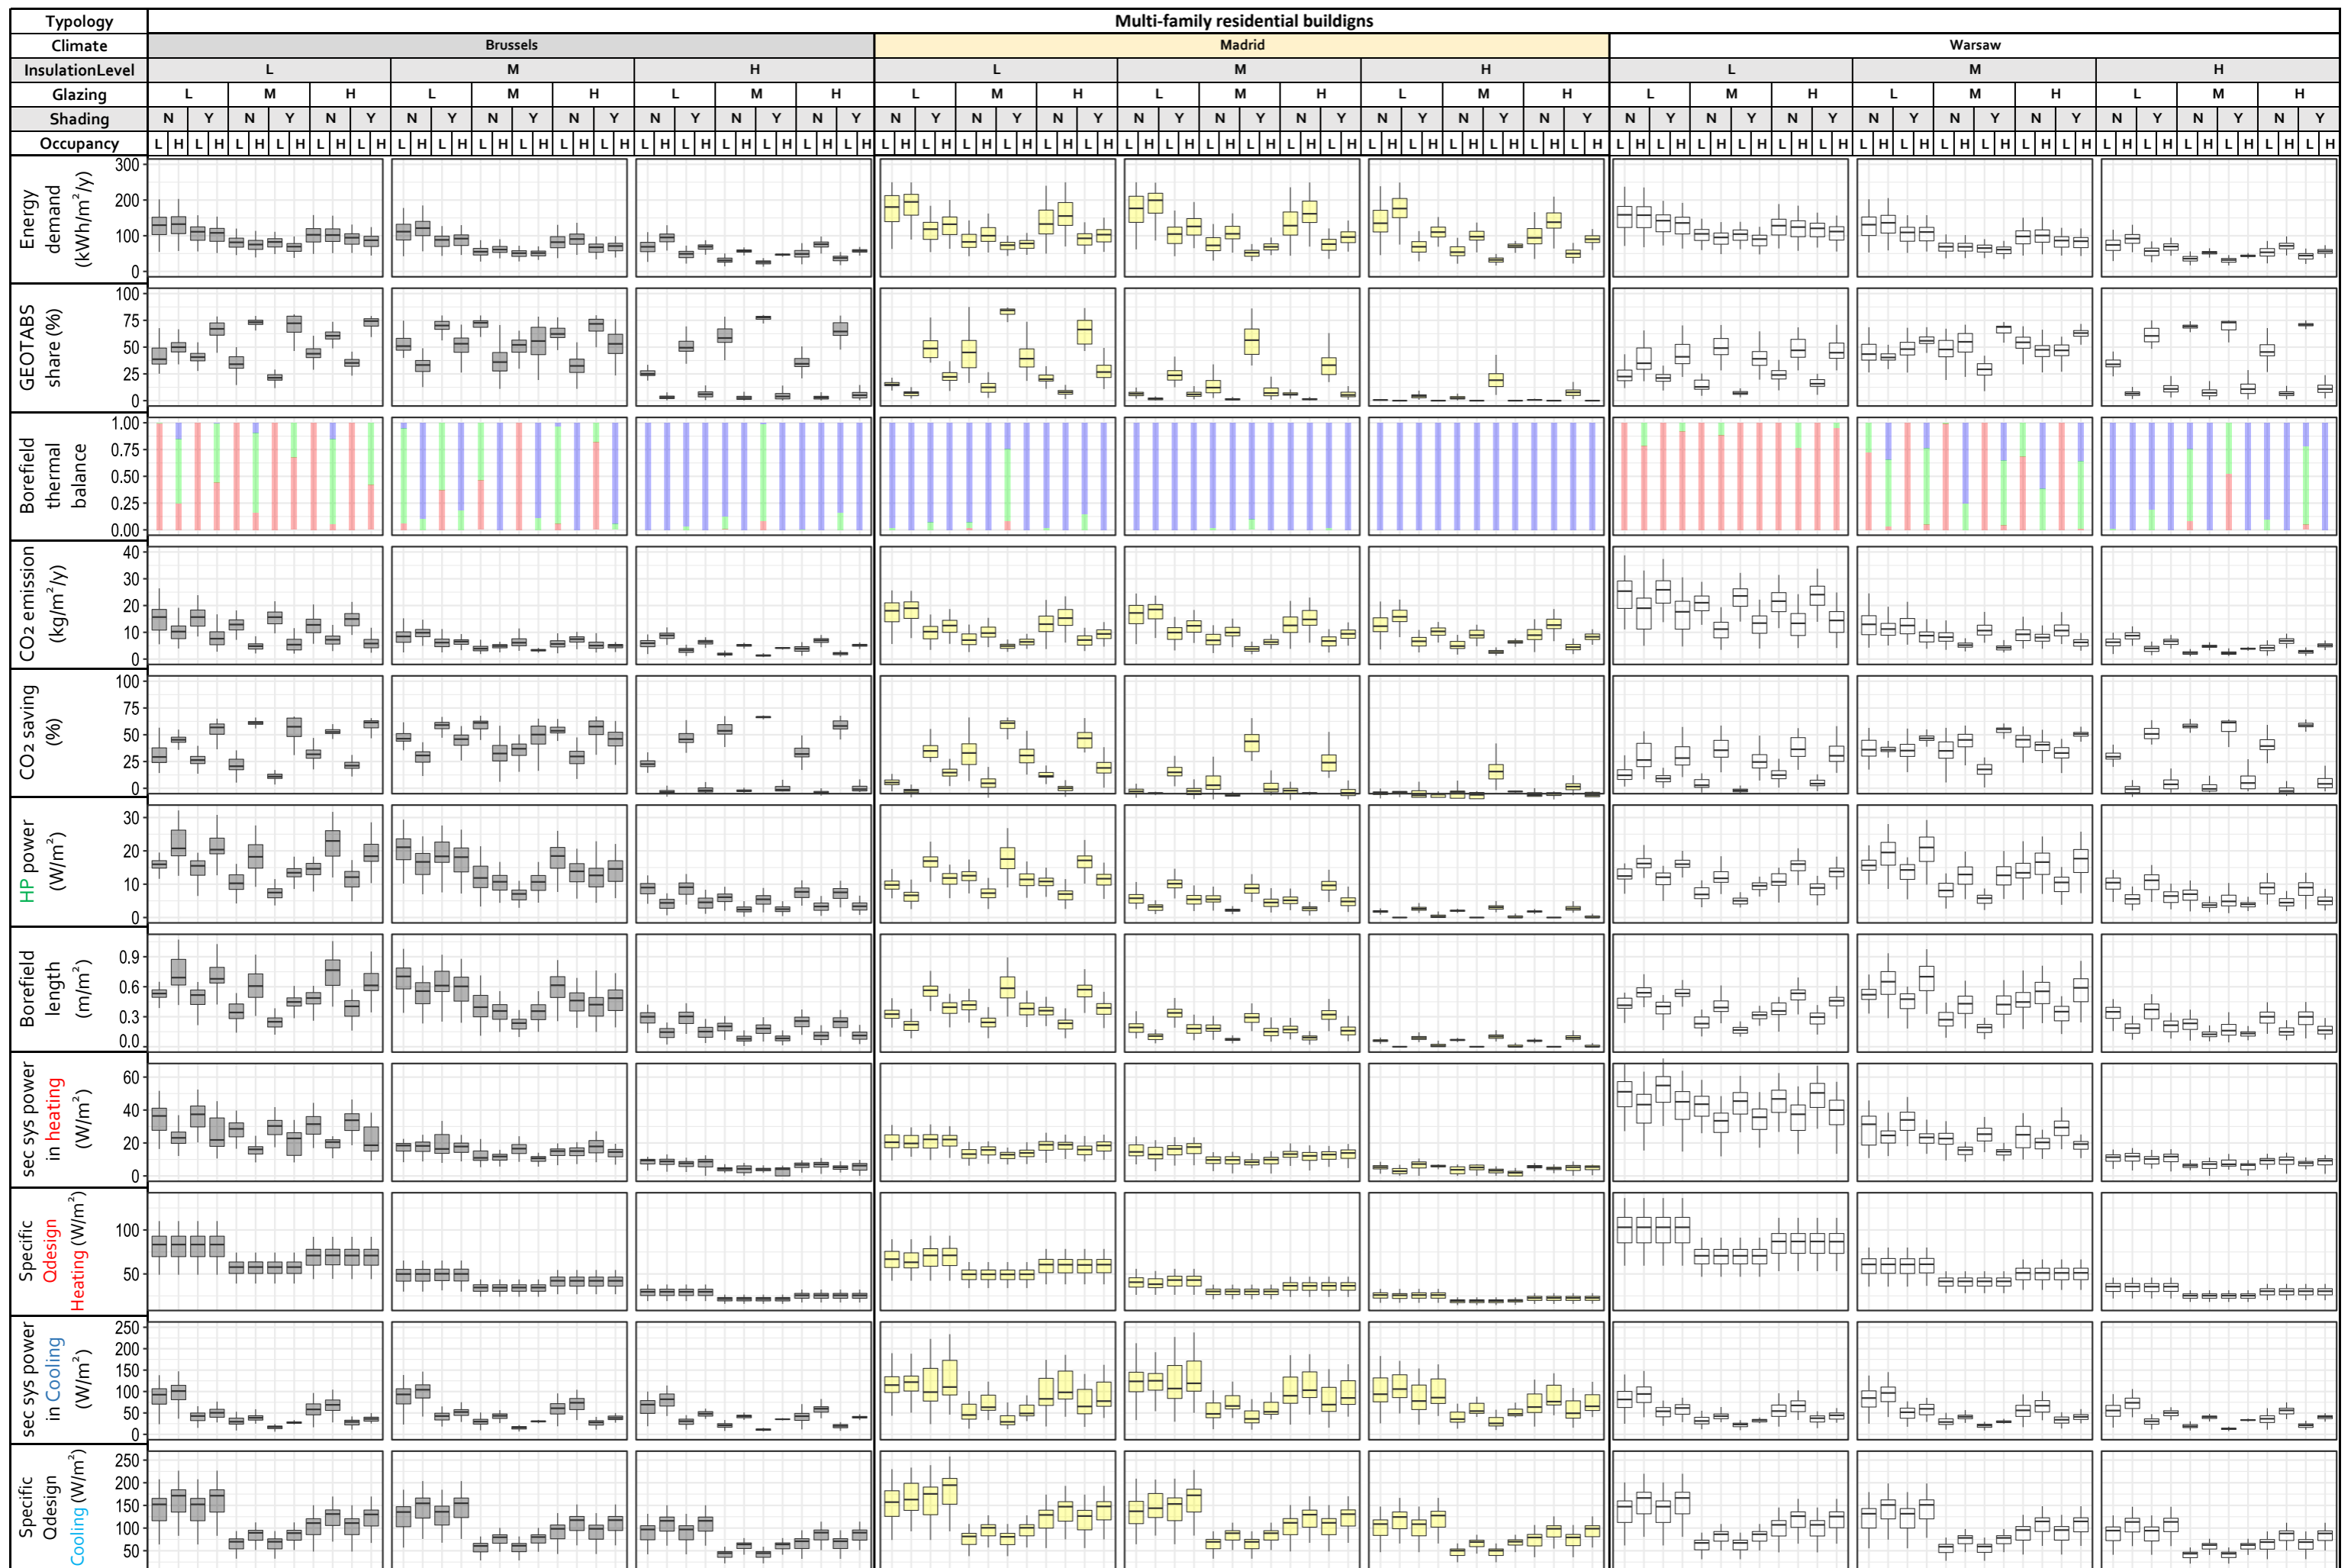 Typology Multi-family residential buildigns
Climate Brussels Madrid Warsaw
InsulationLevel L M H L M H L M H
Glazing L M H L M H L M H L M H L M H L M H L M H L M H L M H
Shading N Y N Y N Y N Y N Y N Y N Y N Y N Y N Y N Y N Y N Y N Y N Y N Y N Y N Y N Y N Y N Y N Y N Y N Y N Y N Y N Y
Occupancy L H L H L H L H L H L H L H L H L H L H L H L H L H L H L H L H L H L H L H L H L H L H L H L H L H L H L H L H L H L H L H L H L H L H L H L H L H L H L H L H L H L H L H L H L H L H L H L H L H L H L H L H L H L H L H
Energy
demand
(kWh/m²/y)
300
200
100
0
GEOTABS
share (%)
100
75
50
25
0
Borefield
thermal
balance
1.00
0.75
0.50
0.25
0.00
CO2 emission
(kg/m²/y)
40
30
20
10
0
CO2 saving
(%)
100
75
50
25
0
HP power
(W/m²)
30
20
10
0
Borefield
length
(m/m²)
0.9
0.6
0.3
0.0
sec sys power
in heating
(W/m²)
60
40
20
0
Specific
Qdesign
Heating (W/m²)
100
50
sec sys power
in Cooling
(W/m²)
250
200
150
100
50
0
Specific
Qdesign
Cooling (W/m²)
250
200
150
100
50